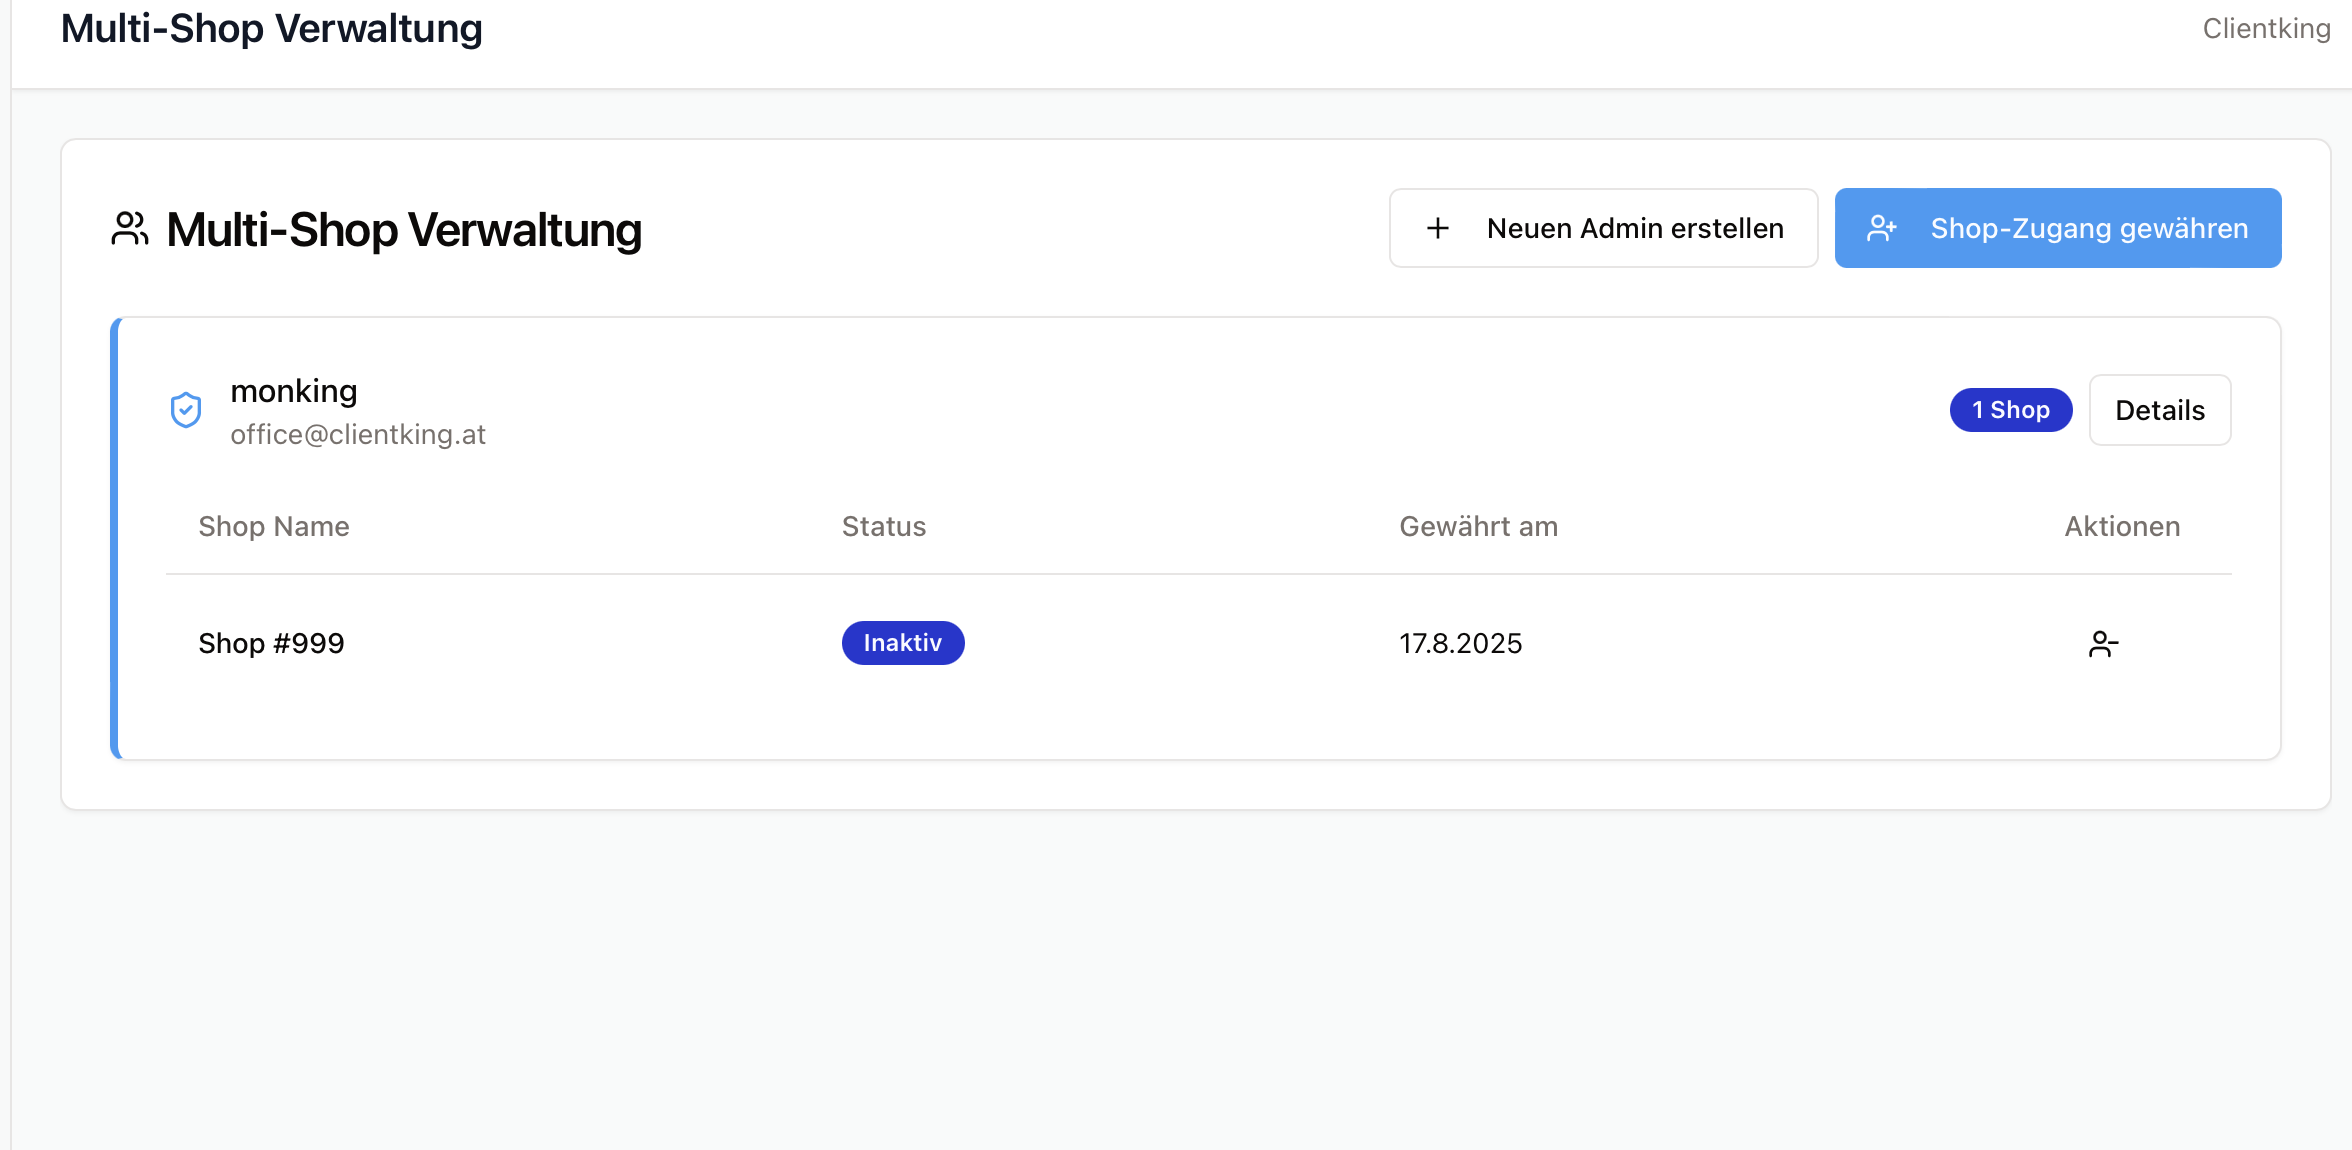 Multi-Shop Verwaltung
Clientking
Multi-Shop Verwaltung
Neuen Admin erstellen
Shop-Zugang gewähren
monking
office@clientking.at
1 Shop
Details
Shop Name
Status
Gewährt am
Aktionen
Shop #999
Inaktiv
17.8.2025